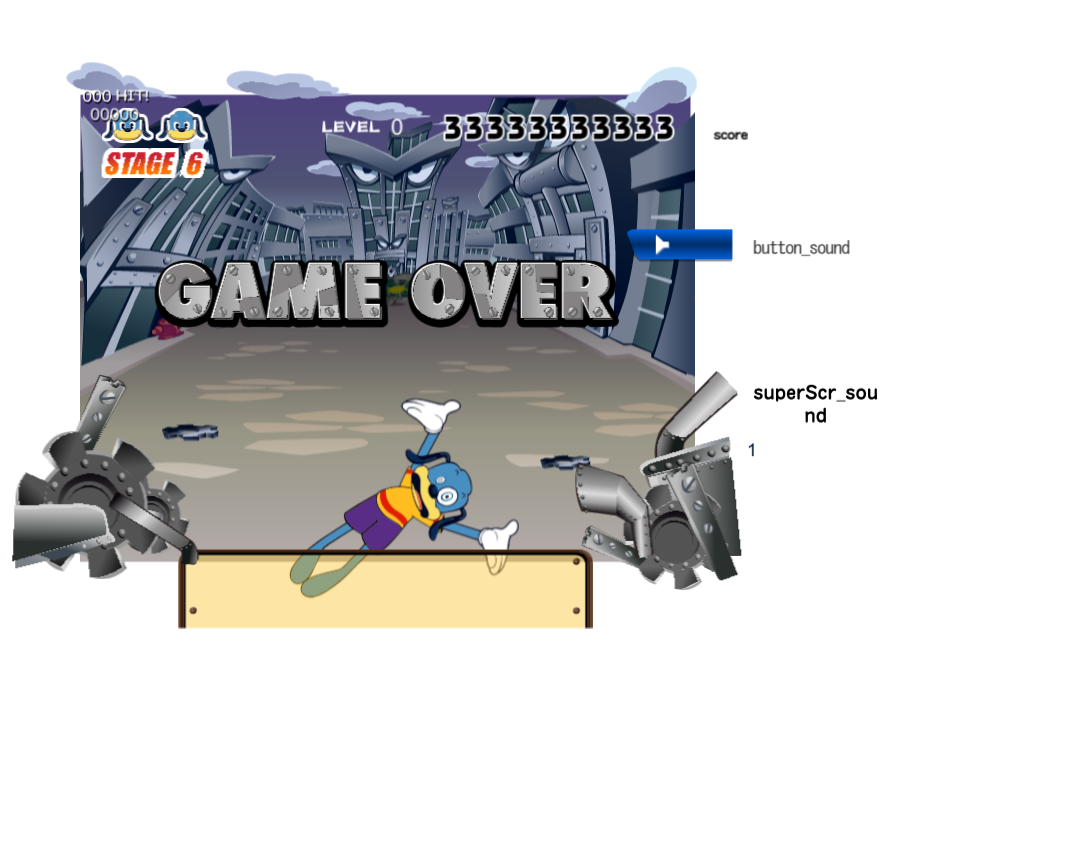 000 HIT!
00000
LEVEL 0
33333333333
score
STAGE 6
button_sound
GAME OVER
superScr_sou
nd
1